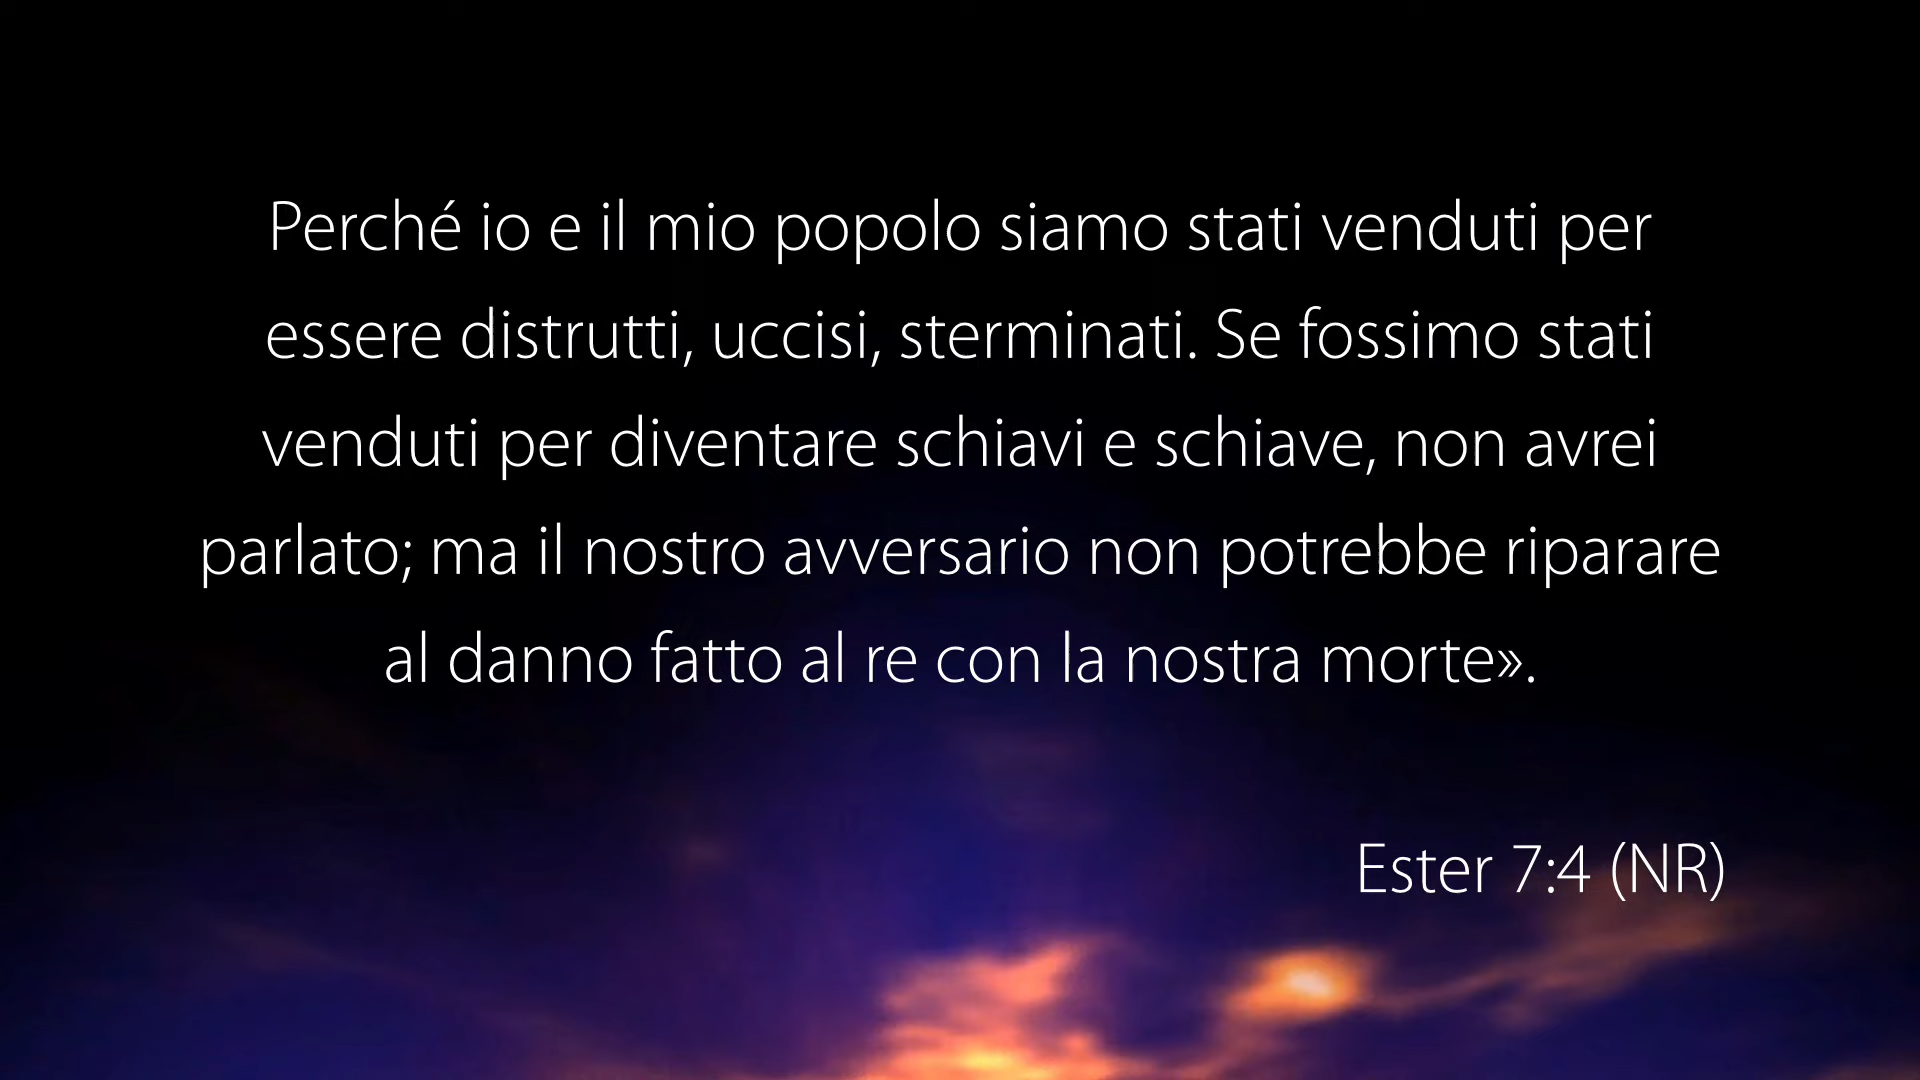 Perché io e il mio popolo siamo stati venduti per
essere distrutti, uccisi, sterminati. Se fossimo stati
venduti per diventare schiavi e schiave, non avrei
parlato; ma il nostro avversario non potrebbe riparare
al danno fatto al re con la nostra morte».
Ester 7:4 (NR)